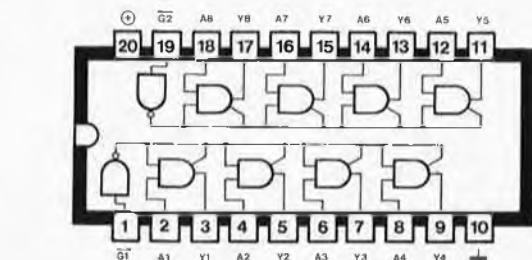 ⊕ G2 A8 Y8 A7 Y7 A6 Y6 A5 Y5
20 19 18 17 16 15 14 13 12 11
1 2 3 4 5 6 7 8 9 10
G1 A1 Y1 A2 Y2 A3 Y3 A4 Y4